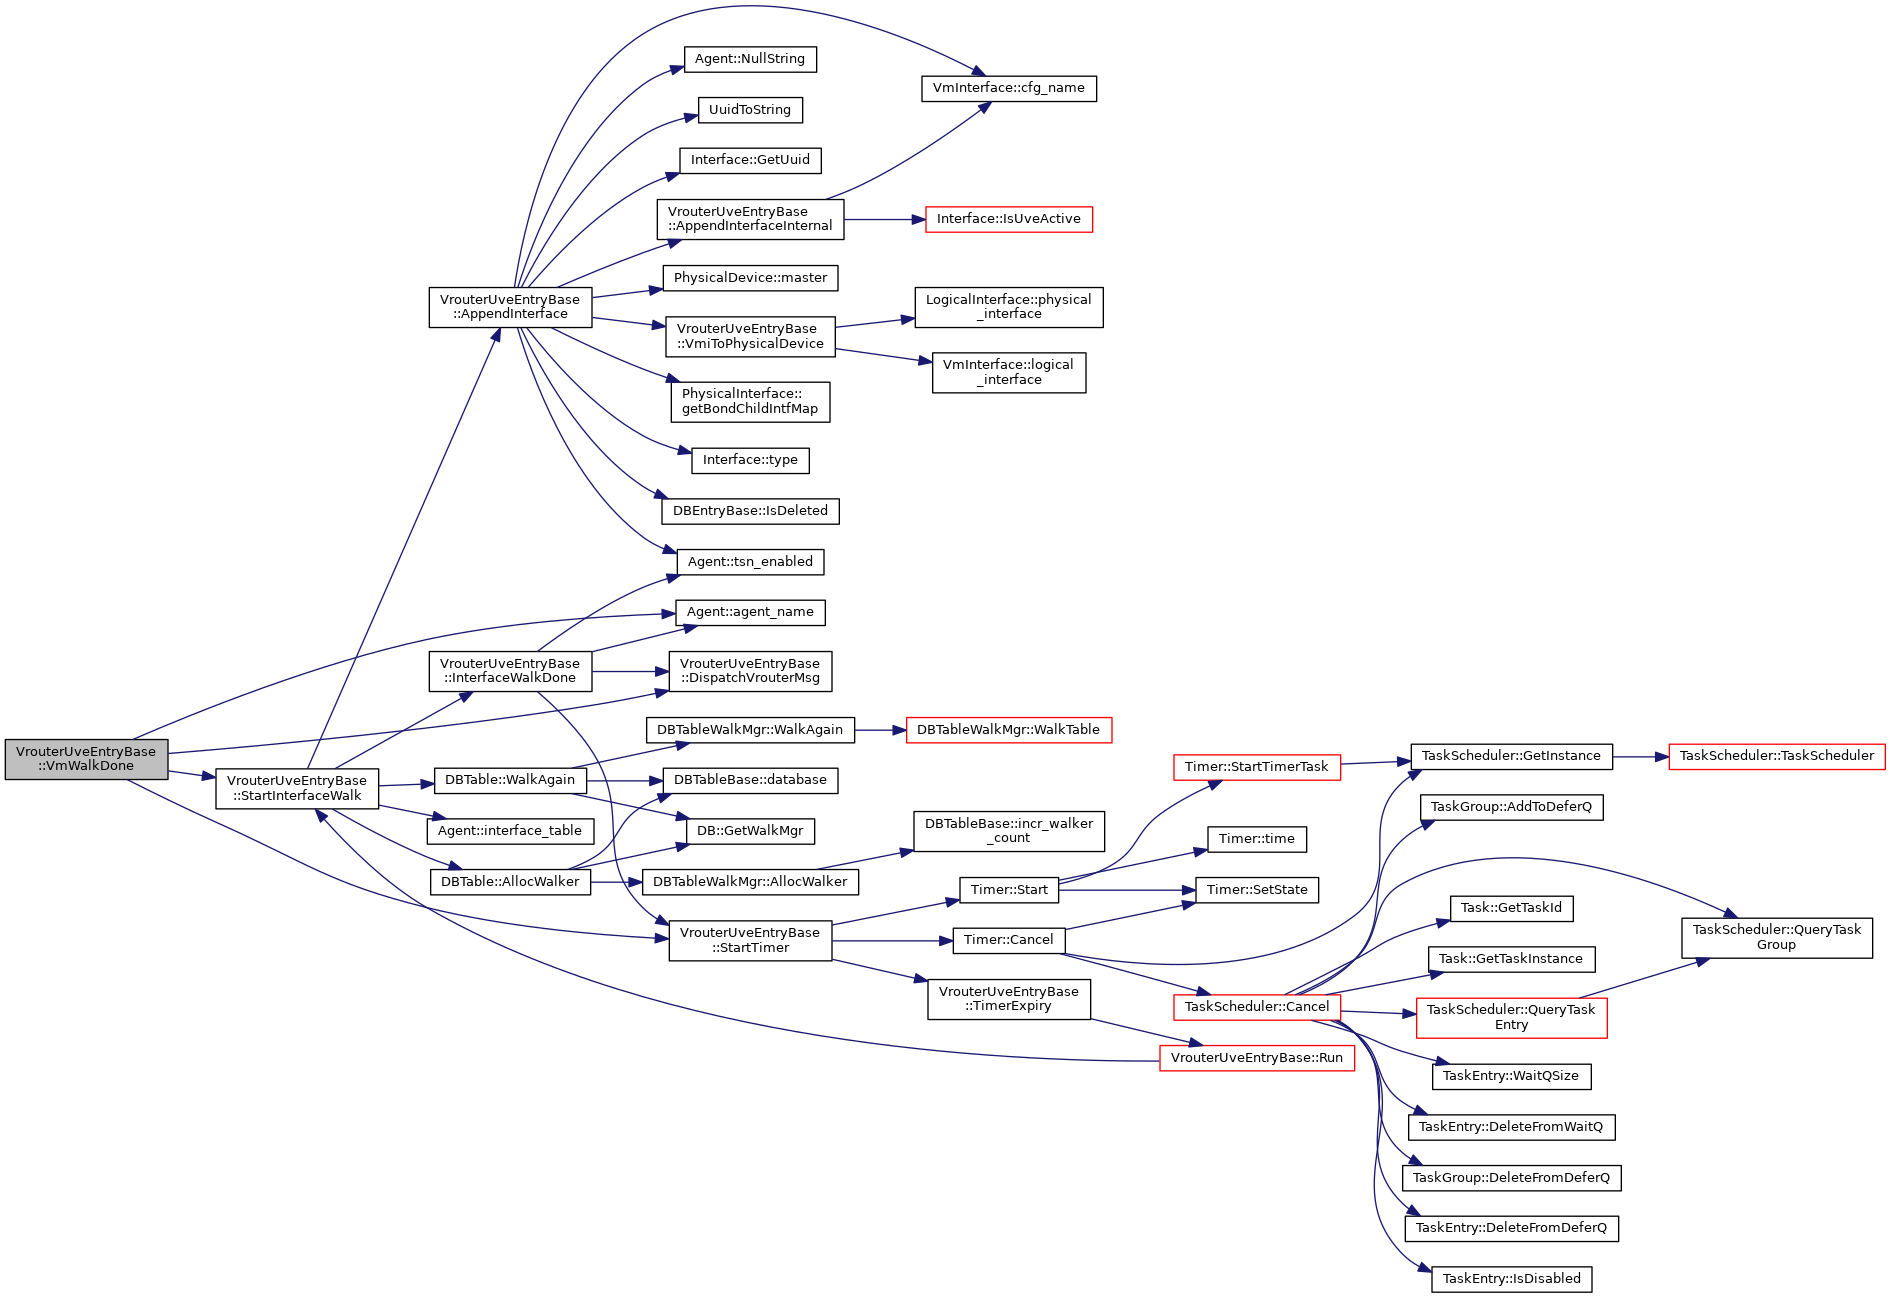 VrouterUveEntryBase
::VmWalkDone
VrouterUveEntryBase
::StartInterfaceWalk
VrouterUveEntryBase
::AppendInterface
VrouterUveEntryBase
::InterfaceWalkDone
DBTable::WalkAgain
Agent::interface_table
DBTable::AllocWalker
Agent::NullString
UuidToString
Interface::GetUuid
VrouterUveEntryBase
::AppendInterfaceInternal
PhysicalDevice::master
VrouterUveEntryBase
::VmiToPhysicalDevice
PhysicalInterface::
getBondChildIntfMap
Interface::type
DBEntryBase::IsDeleted
Agent::tsn_enabled
Agent::agent_name
VrouterUveEntryBase
::DispatchVrouterMsg
DBTableWalkMgr::WalkAgain
DBTableBase::database
DB::GetWalkMgr
DBTableWalkMgr::AllocWalker
VrouterUveEntryBase
::StartTimer
VmInterface::cfg_name
Interface::IsUveActive
LogicalInterface::physical
_interface
VmInterface::logical
_interface
DBTableWalkMgr::WalkTable
DBTableBase::incr_walker
_count
Timer::Start
Timer::Cancel
VrouterUveEntryBase
::TimerExpiry
Timer::StartTimerTask
Timer::time
Timer::SetState
TaskScheduler::Cancel
VrouterUveEntryBase::Run
TaskScheduler::GetInstance
TaskGroup::AddToDeferQ
Task::GetTaskId
Task::GetTaskInstance
TaskScheduler::QueryTask
Entry
TaskEntry::WaitQSize
TaskEntry::DeleteFromWaitQ
TaskGroup::DeleteFromDeferQ
TaskEntry::DeleteFromDeferQ
TaskEntry::IsDisabled
TaskScheduler::TaskScheduler
TaskScheduler::QueryTask
Group